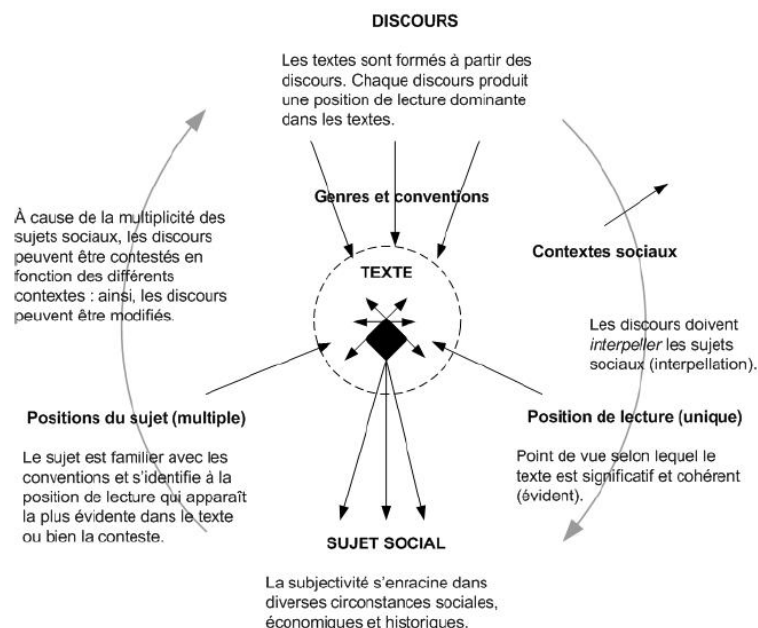 DISCOURS
Les textes sont formés à partir des
discours. Chaque discours produit
une position de lecture dominante
dans les textes.
Genres et conventions
À cause de la multiplicité des
sujets sociaux, les discours
peuvent être contestés en
fonction des différents
contextes : ainsi, les discours
peuvent être modifiés.
TEXTE
Contextes sociaux
Les discours doivent
interpeller les sujets
sociaux (interpellation).
Positions du sujet (multiple)
Le sujet est familier avec les
conventions et s'identifie à la
position de lecture qui apparaît
la plus évidente dans le texte
ou bien la conteste.
Position de lecture (unique)
Point de vue selon lequel le
texte est significatif et cohérent
(évident).
SUJET SOCIAL
La subjectivité s'enracine dans
diverses circonstances sociales,
économiques et historiques.